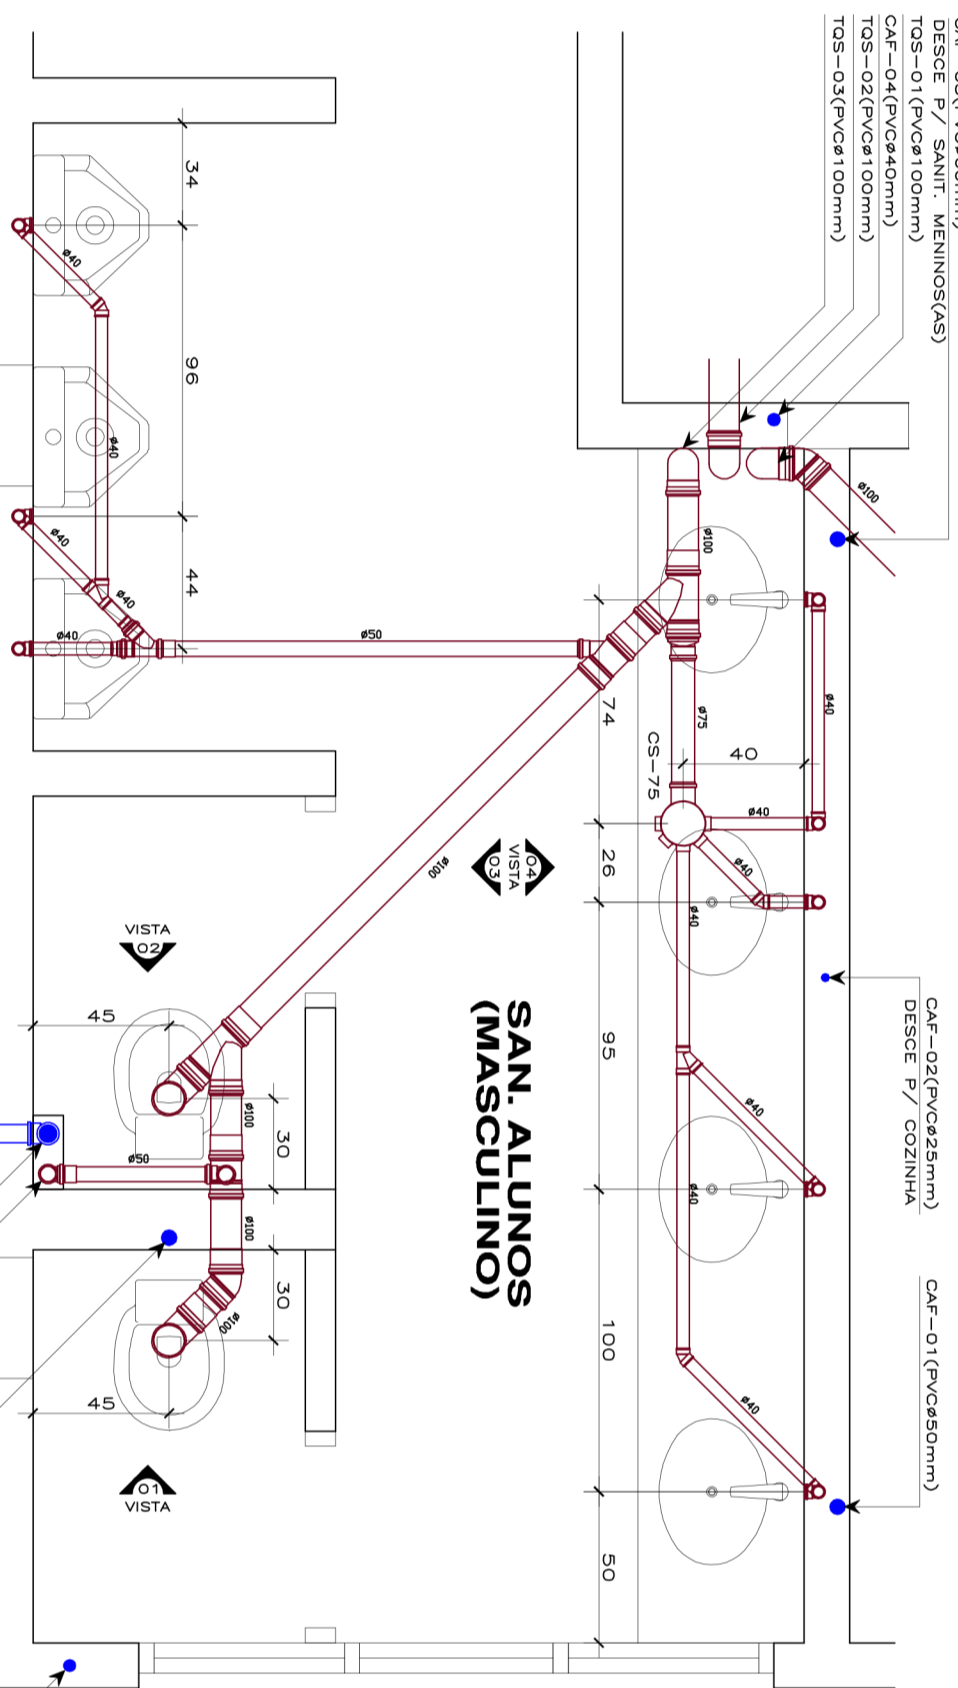 DESCE P/ SANIT. MENINOS(AS)
TQS-01(PVCø100mm)
CAF-04(PVCø40mm)
TQS-02(PVCø100mm)
TQS-03(PVCø100mm)
34
96
44
ø40
ø40
ø40
ø40
ø40
ø50
ø100
ø100
ø75
ø40
74
CS-75
40
ø40
26
ø40
ø40
04
VISTA
03
ø100
VISTA
02
CAF-02(PVCø25mm)
DESCE P/ COZINHA
SAN. ALUNOS
(MASCULINO)
95
45
ø40
ø40
ø100
30
ø50
ø100
30
ø100
CAF-01(PVCø50mm)
100
ø40
45
01
VISTA
50